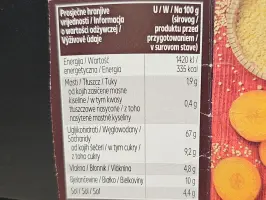 Prosječne hranjive
vrijednosti / Informacja
o wartości odżywczej /
Výživové údaje
U / W / Na 100 g
(sirovog /
produktu przed
przygotowaniem /
v surovom stave)
Energija / Wartość
energetyczna / Energia
1420 kJ /
335 kcal
Masti / Tłuszcz / Tuky
1,9 g
od kojih zasićene masne
kiseline / w tym kwasy
tłuszczowe nasycone / z toho
nasýtené mastné kyseliny
0,4 g
Ugljikohidrati / Węglowodany /
Sacharidy
67 g
od kojih šećeri / w tym cukry /
z toho cukry
9,2 g
Vlakna / Błonnik / Vláknina
4,8 g
Bjelančevine / Białko / Bielkoviny
10 g
Sol / Sól / Soľ
4,4 g